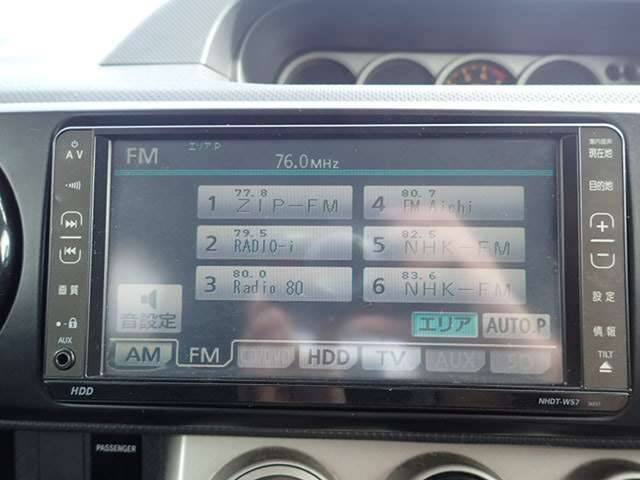 AV
画質
AUX
HDD
FM
エリア P
76.0MHz
77.8
1 ZIP-FM
79.5
2 RADIO-i
80.0
3 Radio 80
80.7
4 FM Aichi
82.5
5 NHK-FM
83.6
6 NHK-FM
音設定
エリア
AUTO.P
AM
FM
HDD
TV
AUX
現在地
目的地
設定
情報
TILT
NHDT-W57
PASSENGER